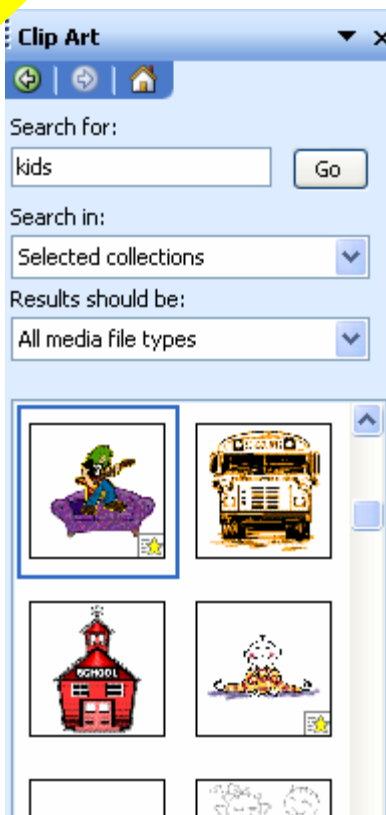 Clip Art
Search for:
kids
Go
Search in:
Selected collections
Results should be:
All media file types
SCHOOL